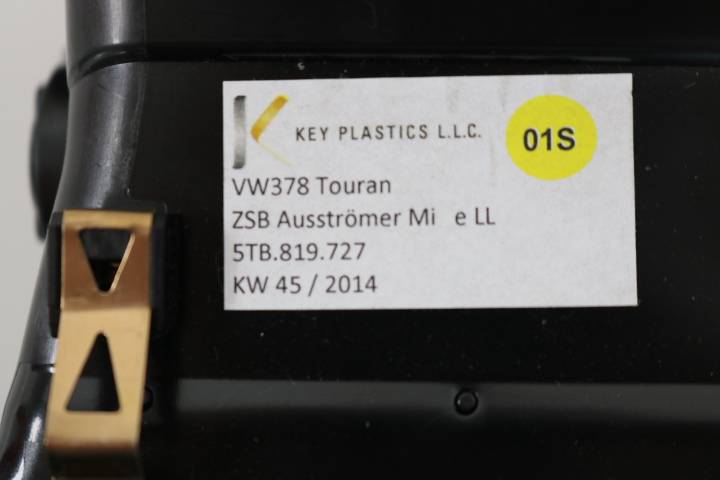 KEY PLASTICS L.L.C.
01S
VW378 Touran
ZSB Ausströmer Mi e LL
5TB.819.727
KW 45 / 2014